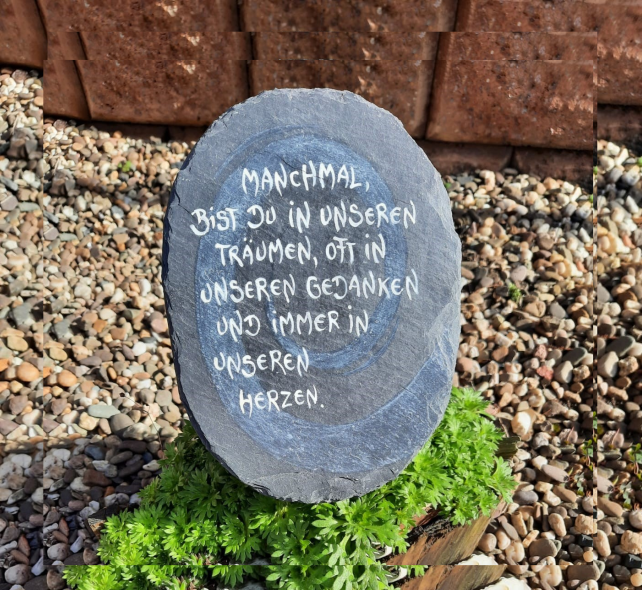 MANCHMAL,
BiST DU iN UNSEREN
TRÄUMEN, OFT iN
UNSEREN GEDANKEN
UND iMMER iN
UNSEREN
HERZEN.